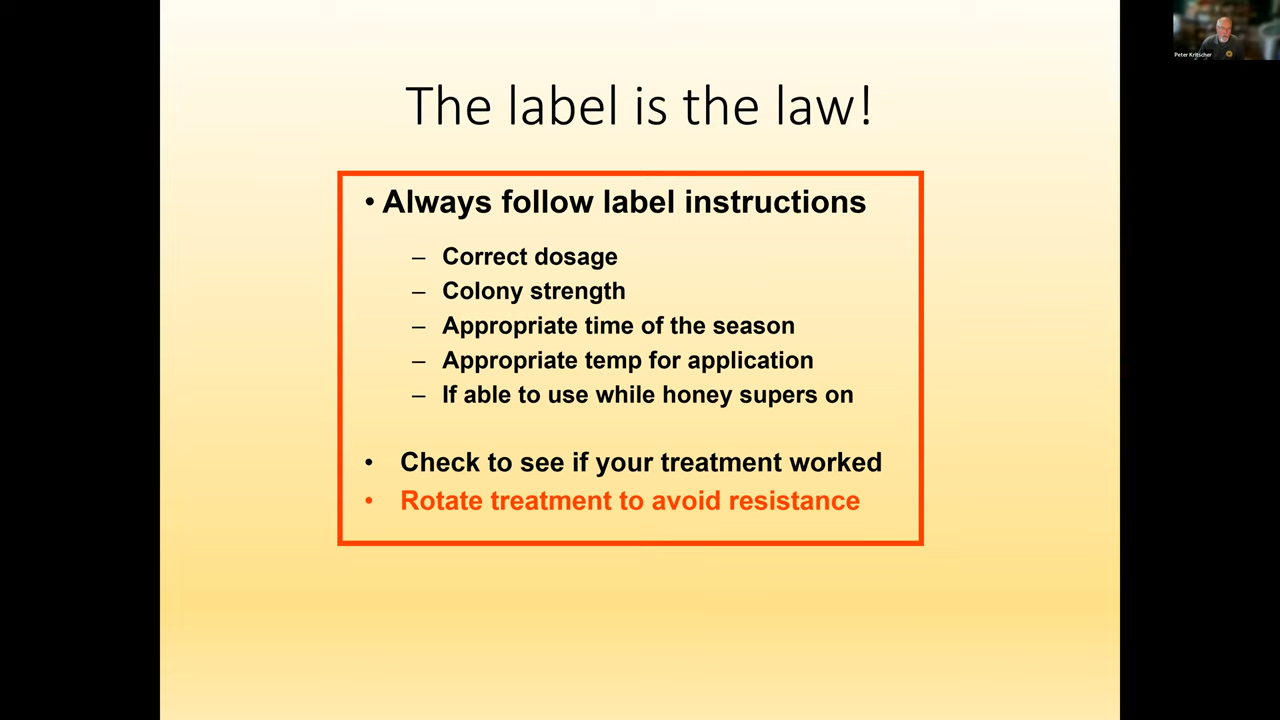 Peter Kritscher
The label is the law!
• Always follow label instructions
– Correct dosage
– Colony strength
– Appropriate time of the season
– Appropriate temp for application
– If able to use while honey supers on
• Check to see if your treatment worked
• Rotate treatment to avoid resistance